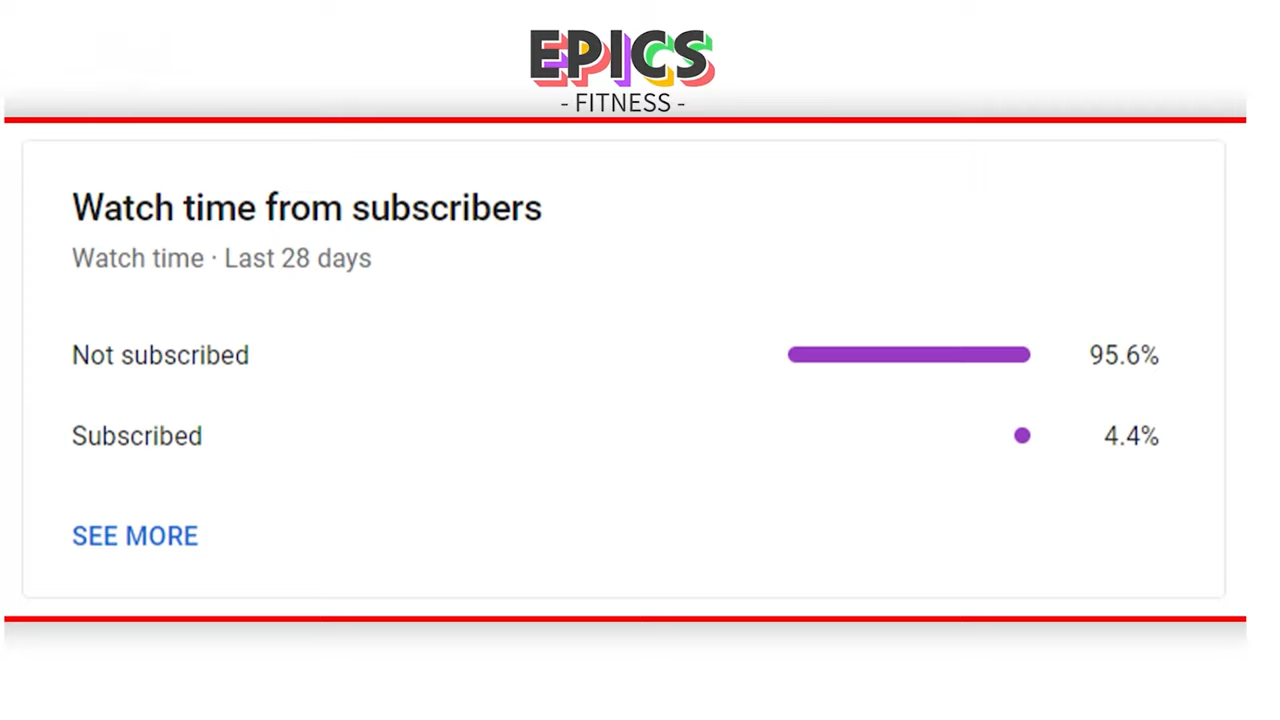 EPICS
- FITNESS -
Watch time from subscribers
Watch time · Last 28 days
Not subscribed 95.6%
Subscribed 4.4%
SEE MORE